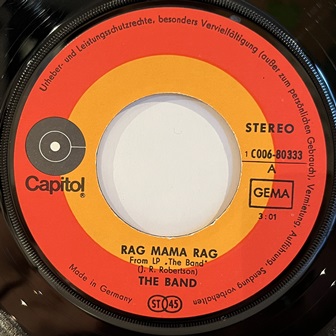 Urheber- und Leistungsschutzrechte, besonders Vervielfältigung (außer zum persönlichen Gebrauch), Vermietung, Aufführung, Sendung vorbehalten
STEREO
1 C006-80333
A
GEMA
3:01
Capitol
®
RAG MAMA RAG
From LP „The Band"
(J. R. Robertson)
THE BAND
Made in Germany
ST 45